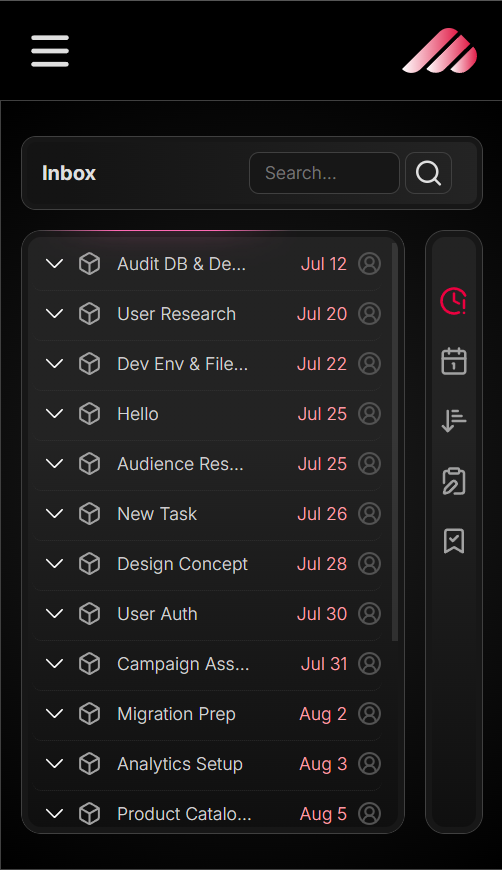 Inbox Search...
Audit DB & De... Jul 12
User Research Jul 20
Dev Env & File... Jul 22
Hello Jul 25
Audience Res... Jul 25
New Task Jul 26
Design Concept Jul 28
User Auth Jul 30
Campaign Ass... Jul 31
Migration Prep Aug 2
Analytics Setup Aug 3
Product Catalo... Aug 5
1